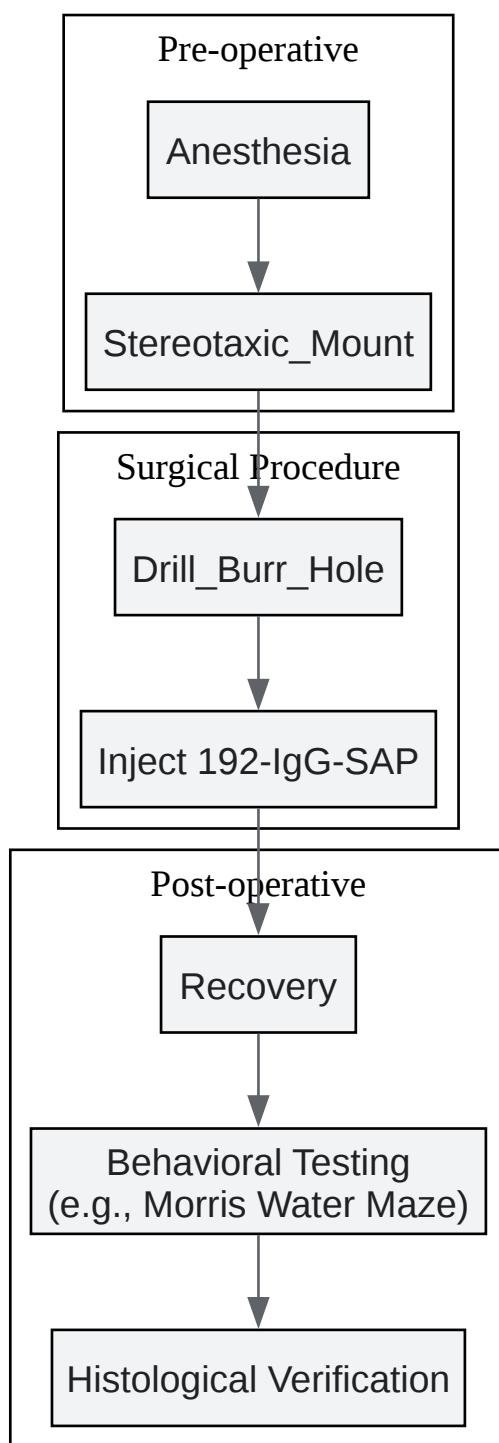 Pre-operative
Anesthesia
Stereotaxic_Mount
Surgical Procedure
Drill_Burr_Hole
Inject 192-IgG-SAP
Post-operative
Recovery
Behavioral Testing
(e.g., Morris Water Maze)
Histological Verification